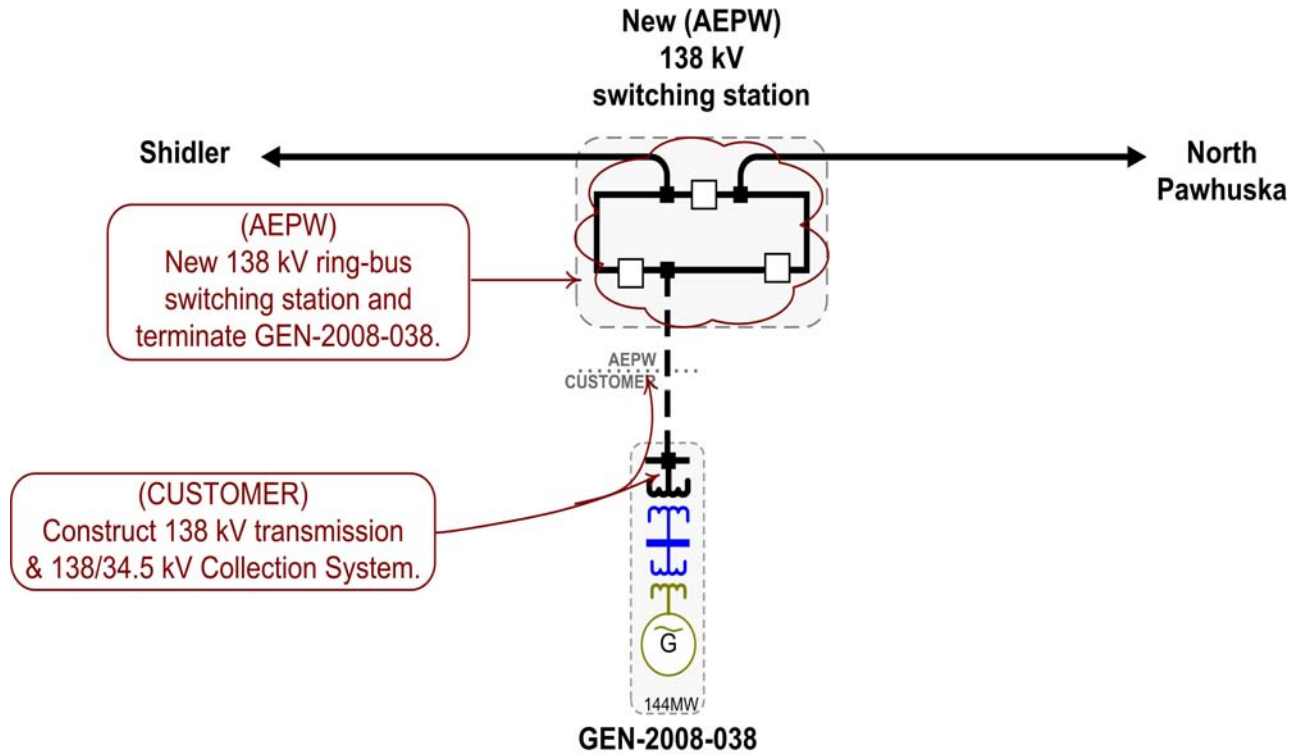 New (AEPW)
138 kV
switching station
Shidler
North
Pawhuska
(AEPW)
New 138 kV ring-bus
switching station and
terminate GEN-2008-038.
AEPW
CUSTOMER
(CUSTOMER)
Construct 138 kV transmission
& 138/34.5 kV Collection System.
G
144MW
GEN-2008-038